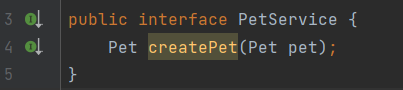 3 public interface PetService {
4 Pet createPet(Pet pet);
5 }